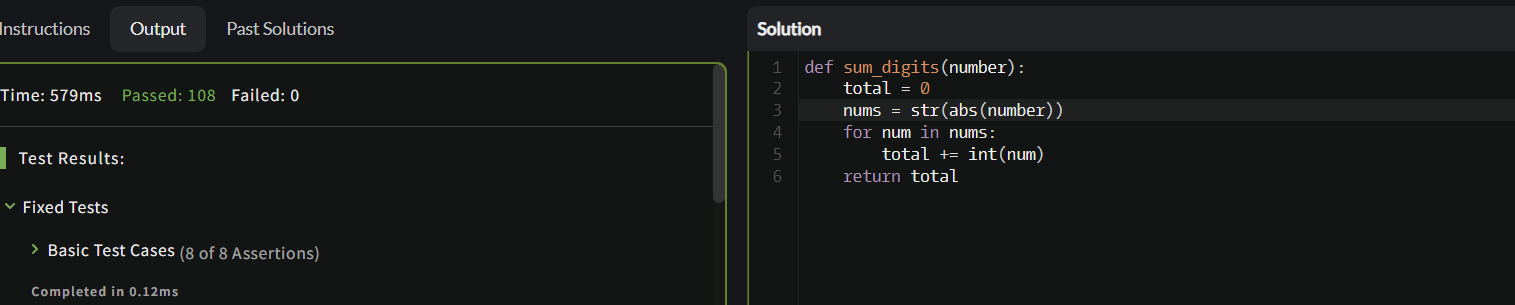 Instructions Output Past Solutions
Time: 579ms Passed: 108 Failed: 0
Test Results:
Fixed Tests
Basic Test Cases (8 of 8 Assertions)
Completed in 0.12ms
Solution
1 def sum_digits(number):
2     total = 0
3     nums = str(abs(number))
4     for num in nums:
5         total += int(num)
6     return total